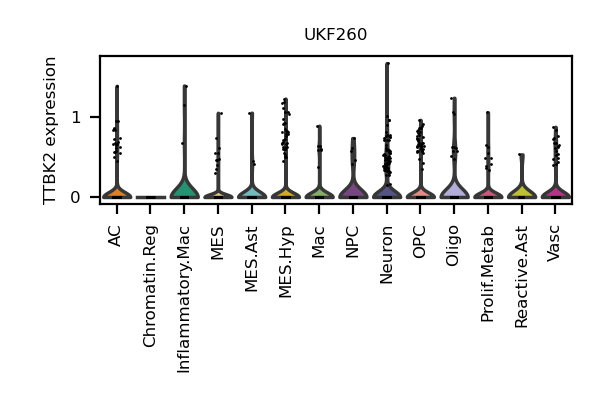 UKF260
TTBK2 expression
1
0
AC
Chromatin.Reg
Inflammatory.Mac
MES
MES.Ast
MES.Hyp
Mac
NPC
Neuron
OPC
Oligo
Prolif.Metab
Reactive.Ast
Vasc